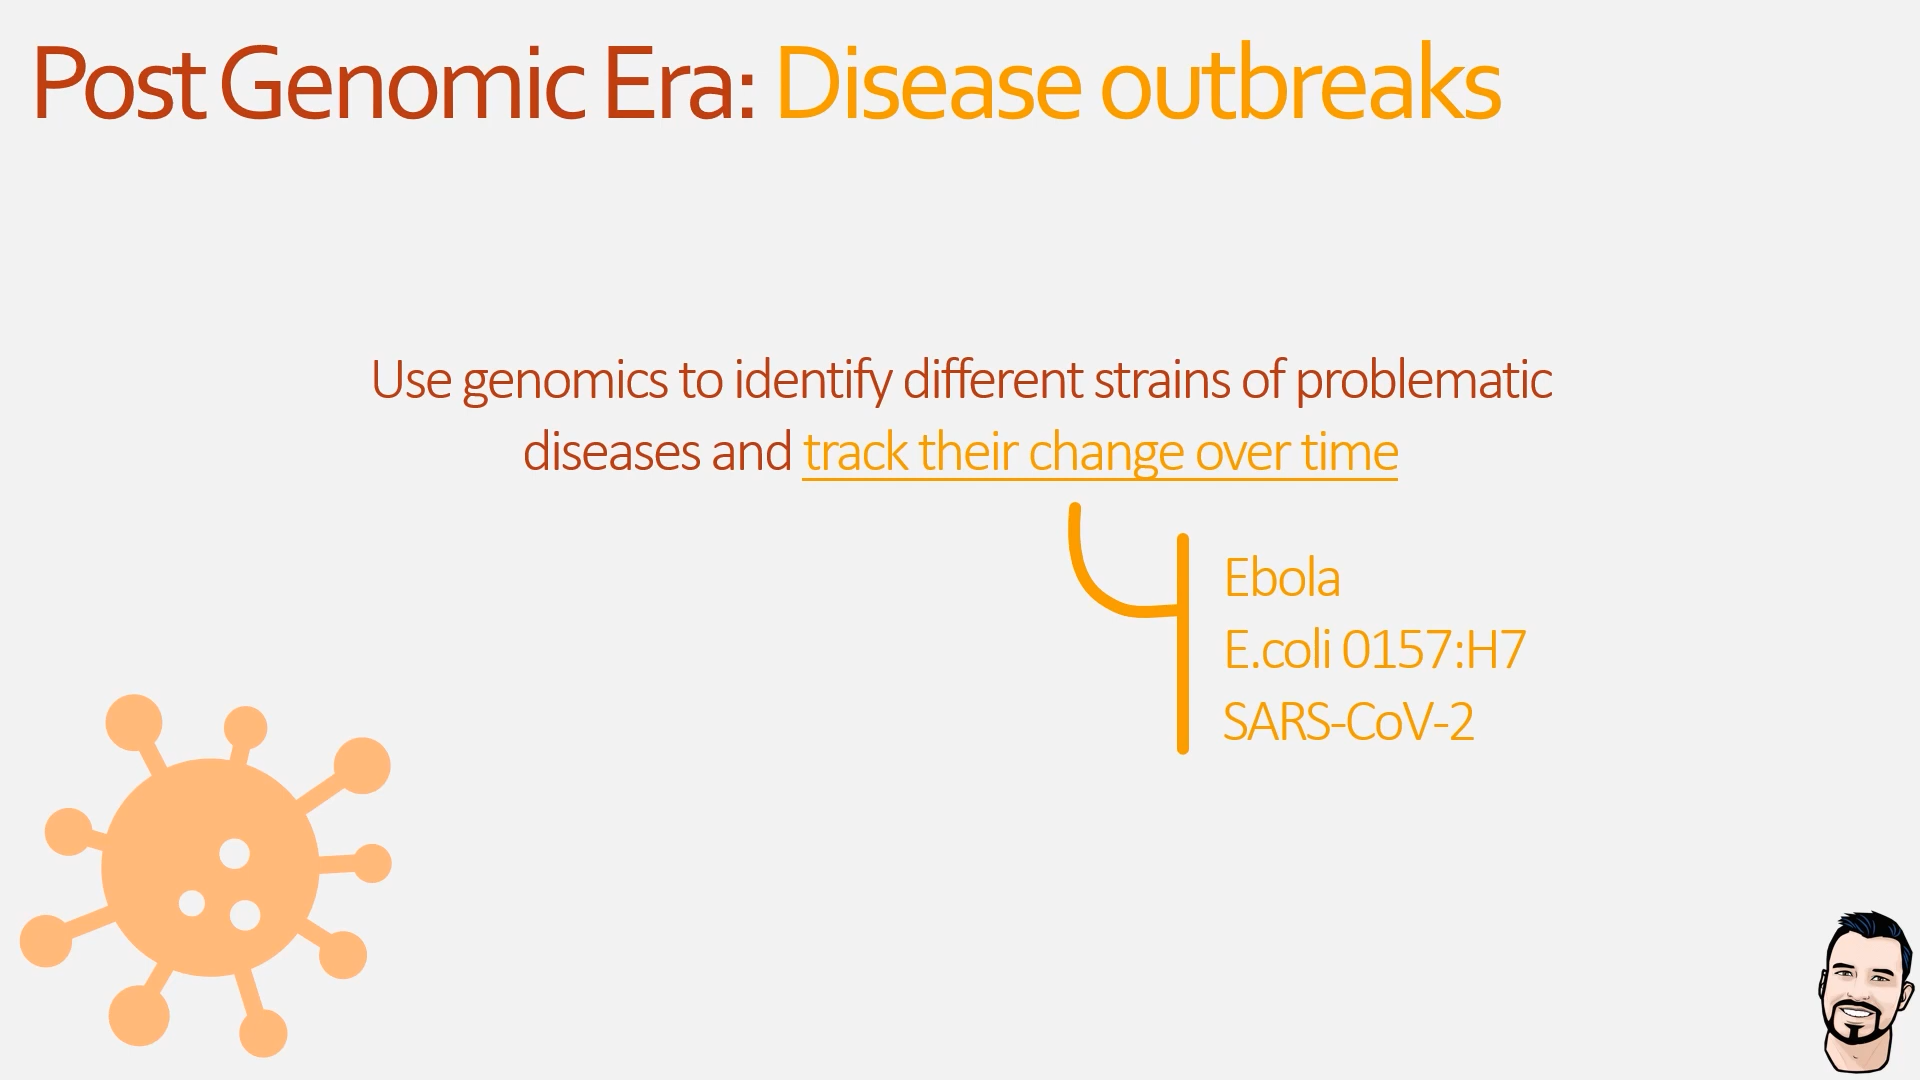 Post Genomic Era: Disease outbreaks
Use genomics to identify different strains of problematic
diseases and track their change over time
Ebola
E.coli 0157:H7
SARS-CoV-2